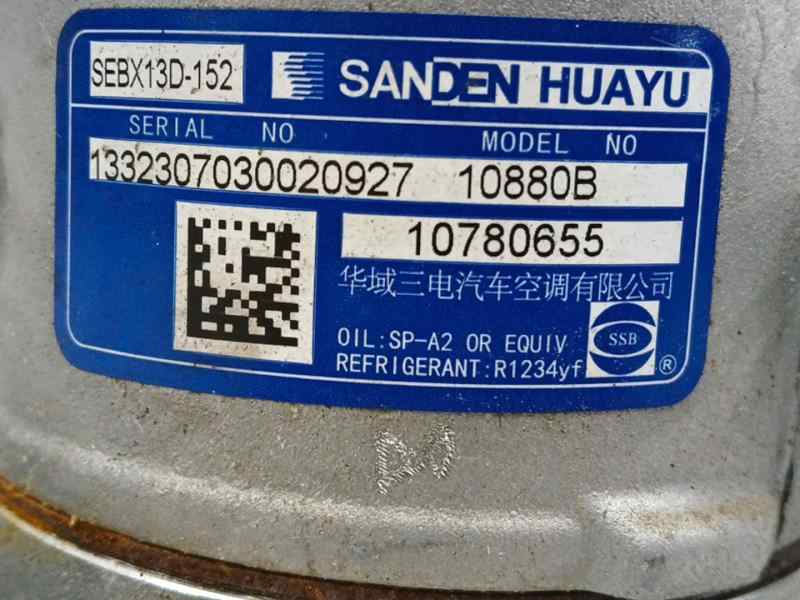 SEBX13D-152 SANDEN HUAYU
SERIAL NO MODEL NO
1332307030020927 10880B
10780655
华域三电汽车空调有限公司
OIL:SP-A2 OR EQUIV
REFRIGERANT:R1234yf
SSB
®